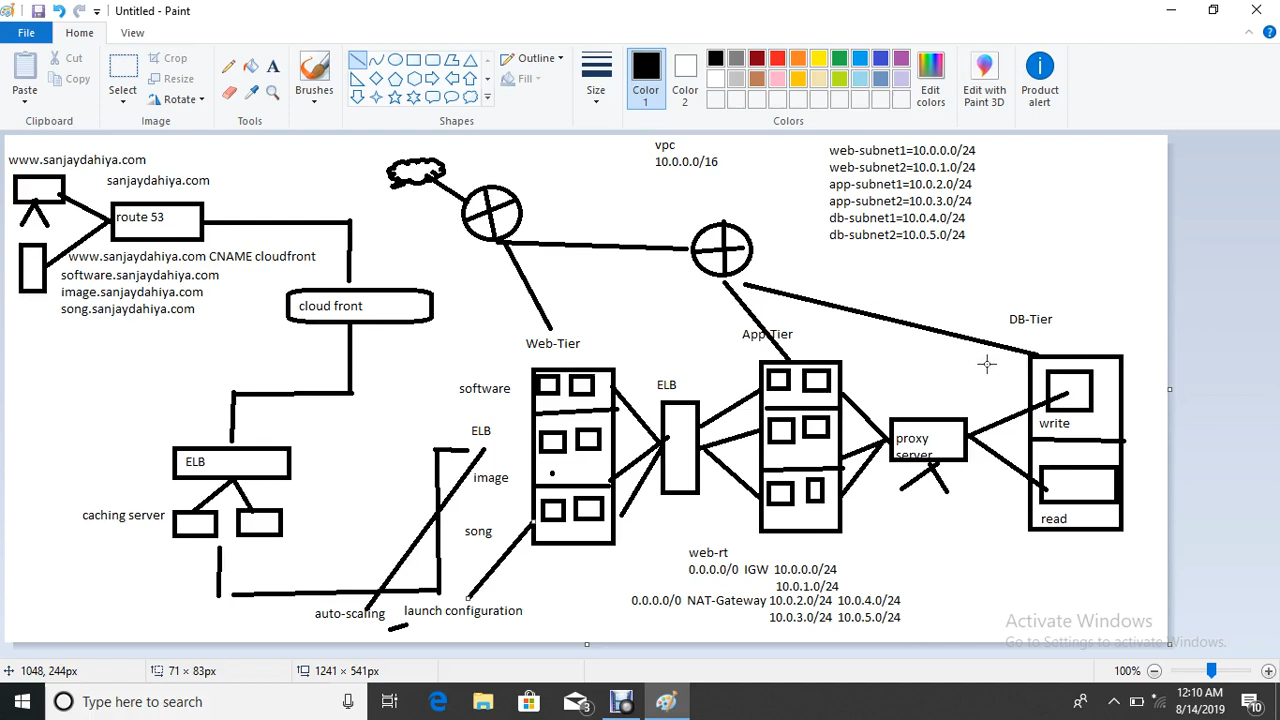 Untitled - Paint
File
Home
View
Paste
Cut
Copy
Clipboard
Select
Crop
Resize
Rotate
Image
A
Tools
Brushes
Shapes
Outline
Fill
Size
Color
1
Color
2
Colors
Edit
colors
Edit with
Paint 3D
Product
alert
www.sanjaydahiya.com
sanjaydahiya.com
route 53
www.sanjaydahiya.com CNAME cloudfront
software.sanjaydahiya.com
image.sanjaydahiya.com
song.sanjaydahiya.com
cloud front
vpc
10.0.0.0/16
web-subnet1=10.0.0.0/24
web-subnet2=10.0.1.0/24
app-subnet1=10.0.2.0/24
app-subnet2=10.0.3.0/24
db-subnet1=10.0.4.0/24
db-subnet2=10.0.5.0/24
Web-Tier
App-Tier
DB-Tier
software
ELB
ELB
image
song
ELB
caching server
auto-scaling
launch configuration
proxy
server
write
read
web-rt
0.0.0.0/0 IGW 10.0.0.0/24
10.0.1.0/24
0.0.0.0/0 NAT-Gateway 10.0.2.0/24 10.0.4.0/24
10.0.3.0/24 10.0.5.0/24
Activate Windows
Go to Settings to activate Windows.
1048, 244px
71 × 83px
1241 × 541px
100%
Type here to search
3
12:10 AM
8/14/2019
10